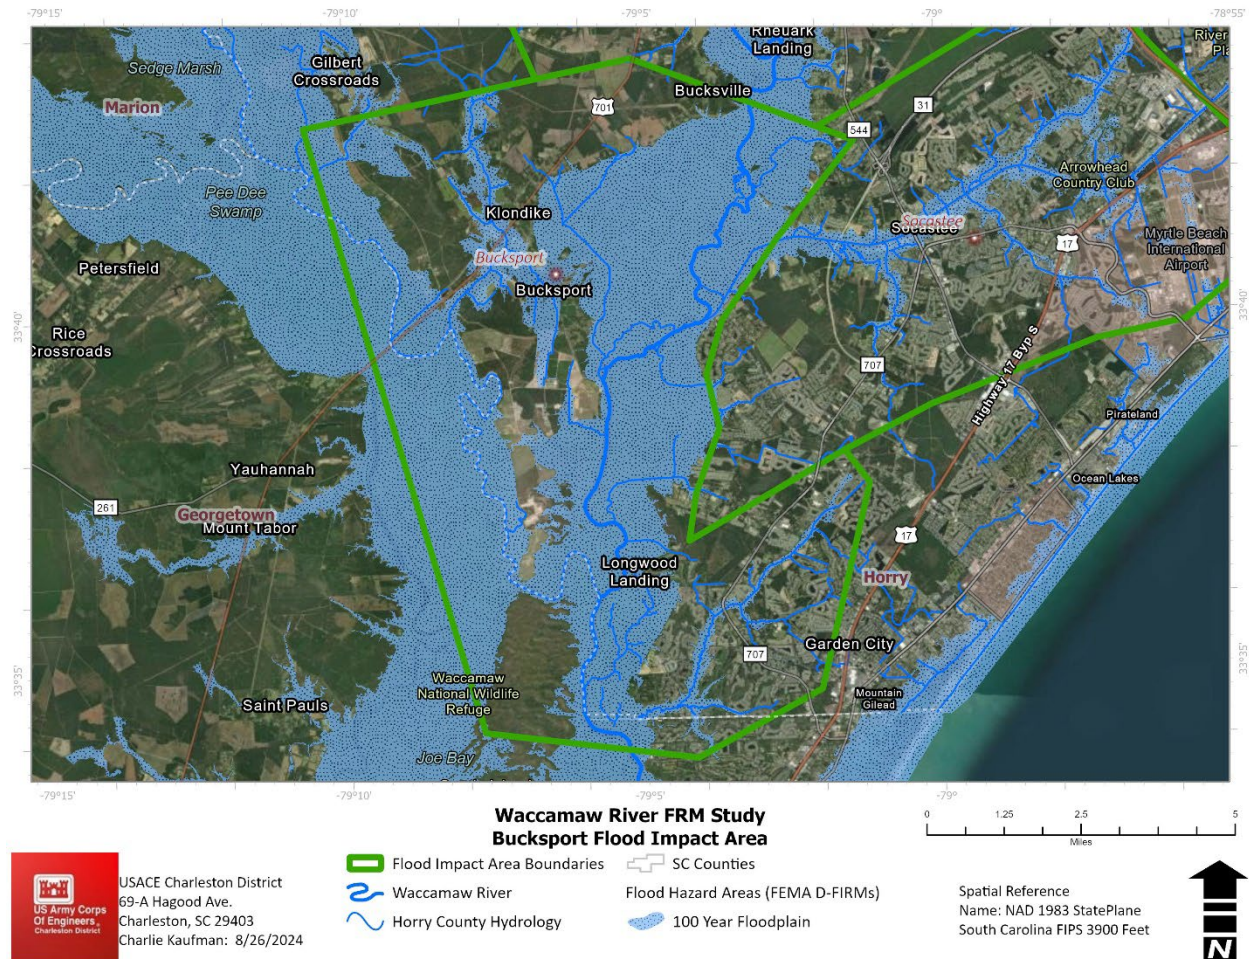 -79°15'
-79°10'
-79°5'
-79°
-78°55'
Rheuark
Landing
River
Sedge Marsh
Gilbert
Crossroads
Marion
Bucksville
701
31
544
Arrowhead
Country Club
Pee Dee
Swamp
Klondike
Socastee
Socastee
17
Myrtle Beach
International
Airport
Bucksport
Petersfield
Bucksport
33°40'
33°40'
Rice
Crossroads
707
Highway 17 Byp S
Pirateland
Yauhannah
Ocean Lakes
261
Georgetown
Mount Tabor
17
Longwood
Landing
Horry
Garden City
707
33°35'
33°35'
Waccamaw
National Wildlife
Refuge
Mountain
Gilead
Saint Pauls
Joe Bay
-79°15'
-79°10'
-79°5'
-79°
Waccamaw River FRM Study
Bucksport Flood Impact Area
0 1.25 2.5 5
Miles
Flood Impact Area Boundaries
Waccamaw River
Horry County Hydrology
SC Counties
Flood Hazard Areas (FEMA D-FIRMs)
100 Year Floodplain
US Army Corps
Of Engineers
Charleston District
USACE Charleston District
69-A Hagood Ave.
Charleston, SC 29403
Charlie Kaufman: 8/26/2024
Spatial Reference
Name: NAD 1983 StatePlane
South Carolina FIPS 3900 Feet
N